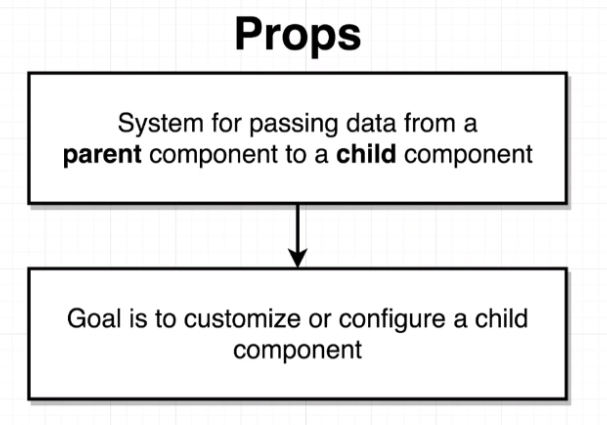 Props
System for passing data from a
parent component to a child component
Goal is to customize or configure a child
component